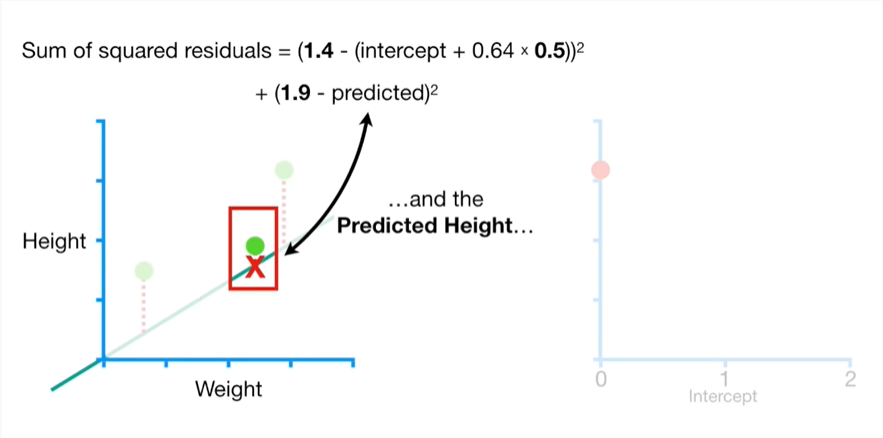 Sum of squared residuals = (1.4 - (intercept + 0.64 × 0.5))²
+ (1.9 - predicted)²
…and the
Predicted Height…
Height
X
Weight
0
1
2
Intercept